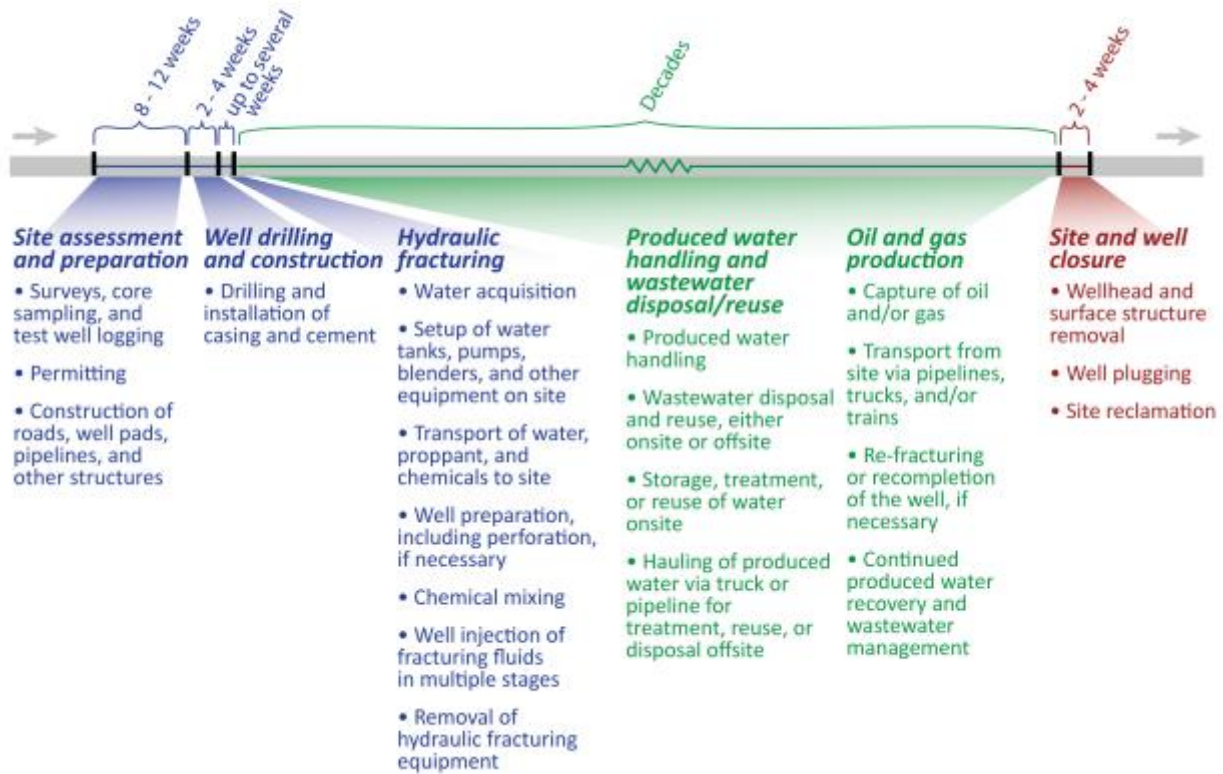 8 - 12 weeks
2 - 4 weeks
up to several
weeks
Decades
2 - 4 weeks
Site assessment
and preparation
• Surveys, core
sampling, and
test well logging
• Permitting
• Construction of
roads, well pads,
pipelines, and
other structures
Well drilling
and construction
• Drilling and
installation of
casing and cement
Hydraulic
fracturing
• Water acquisition
• Setup of water
tanks, pumps,
blenders, and other
equipment on site
• Transport of water,
proppant, and
chemicals to site
• Well preparation,
including perforation,
if necessary
• Chemical mixing
• Well injection of
fracturing fluids
in multiple stages
• Removal of
hydraulic fracturing
equipment
Produced water
handling and
wastewater
disposal/reuse
• Produced water
handling
• Wastewater disposal
and reuse, either
onsite or offsite
• Storage, treatment,
or reuse of water
onsite
• Hauling of produced
water via truck or
pipeline for
treatment, reuse, or
disposal offsite
Oil and gas
production
• Capture of oil
and/or gas
• Transport from
site via pipelines,
trucks, and/or
trains
• Re-fracturing
or recompletion
of the well, if
necessary
• Continued
produced water
recovery and
wastewater
management
Site and well
closure
• Wellhead and
surface structure
removal
• Well plugging
• Site reclamation